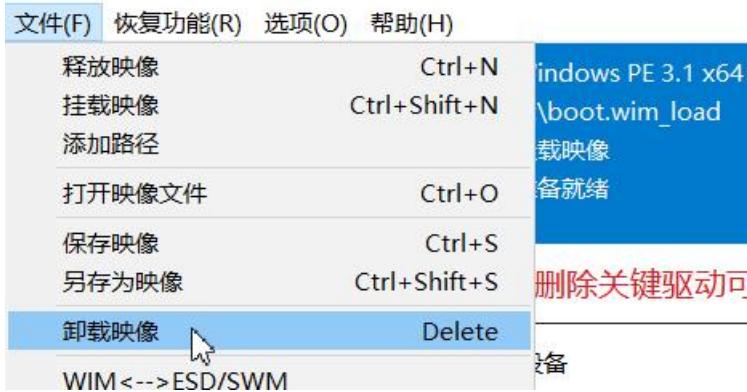 文件(F) 恢复功能(R) 选项(O) 帮助(H)
释放映像 Ctrl+N
挂载映像 Ctrl+Shift+N
添加路径
打开映像文件 Ctrl+O
保存映像 Ctrl+S
另存为映像 Ctrl+Shift+S
卸载映像 Delete
WIM<-->ESD/SWM
indows PE 3.1 x64
\boot.wim_load
载映像
备就绪
删除关键驱动可
设备